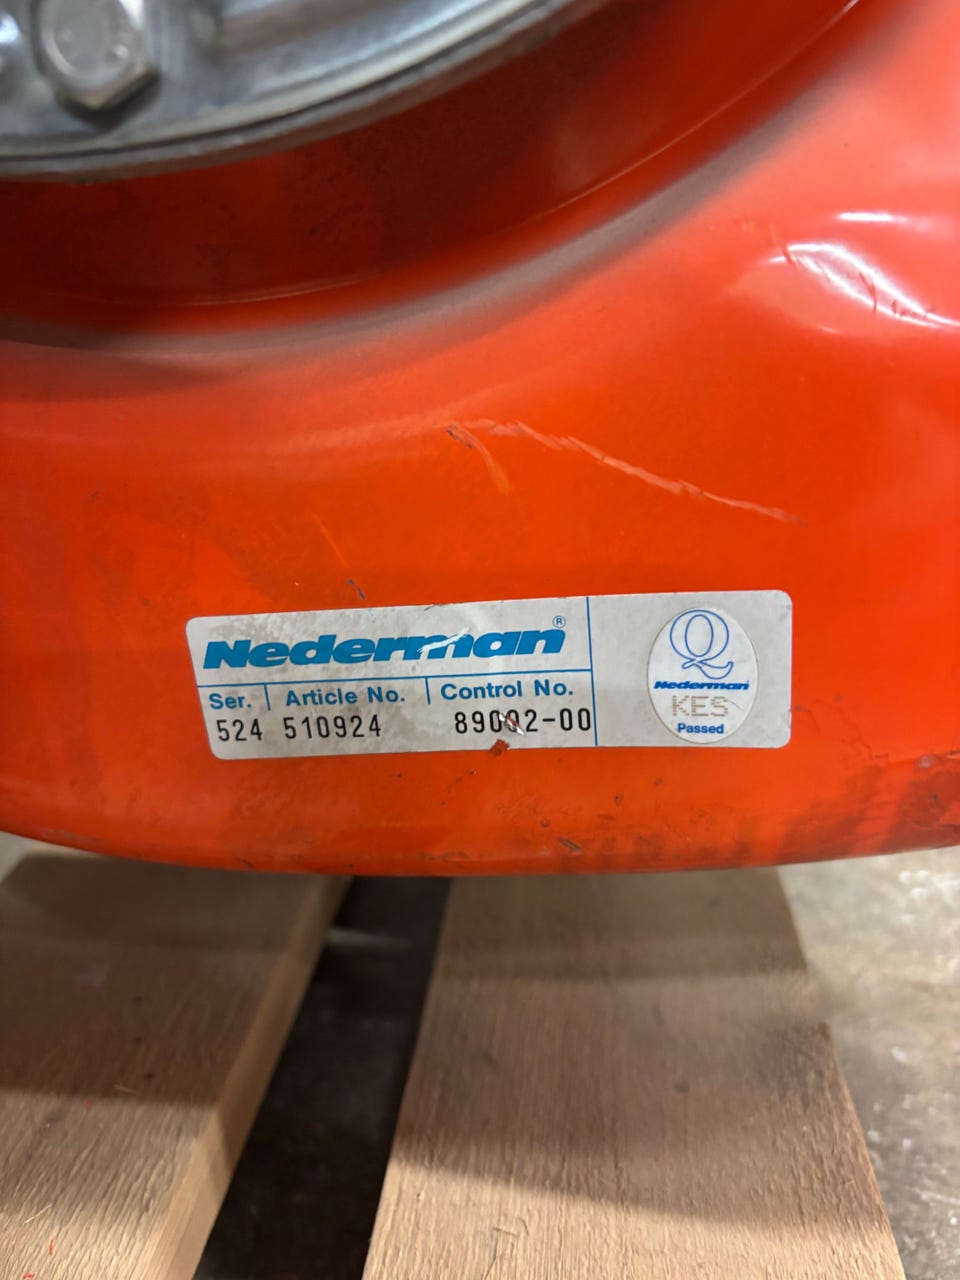 Nederman®
Ser. Article No. Control No.
524 510924 89002-00
Q
Nederman
KES
Passed